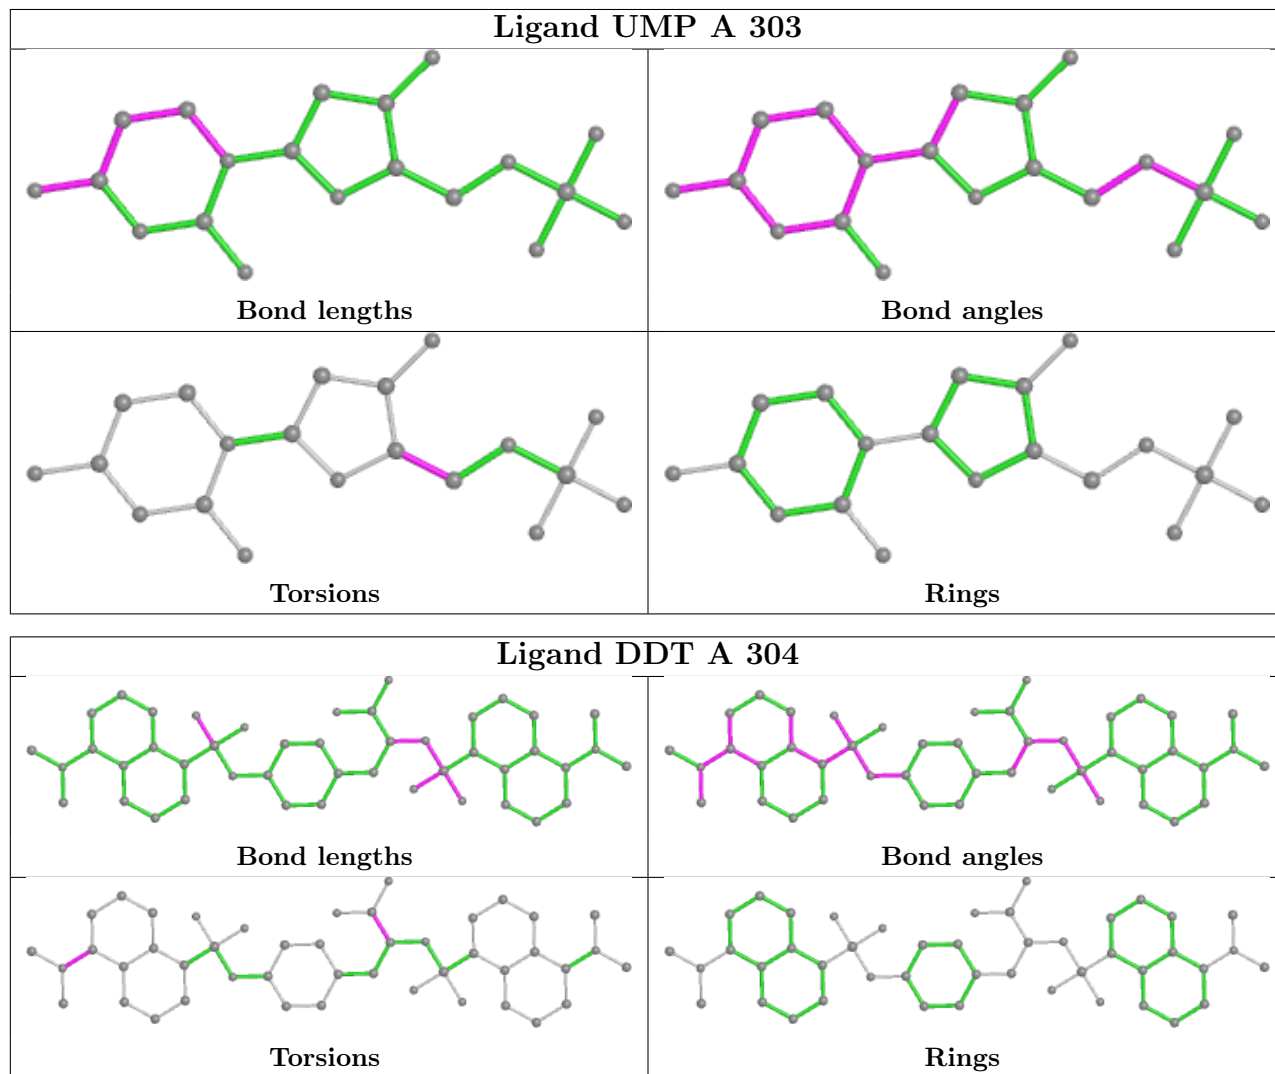 Ligand UMP A 303
Bond lengths
Bond angles
Torsions
Rings
Ligand DDT A 304
Bond lengths
Bond angles
Torsions
Rings